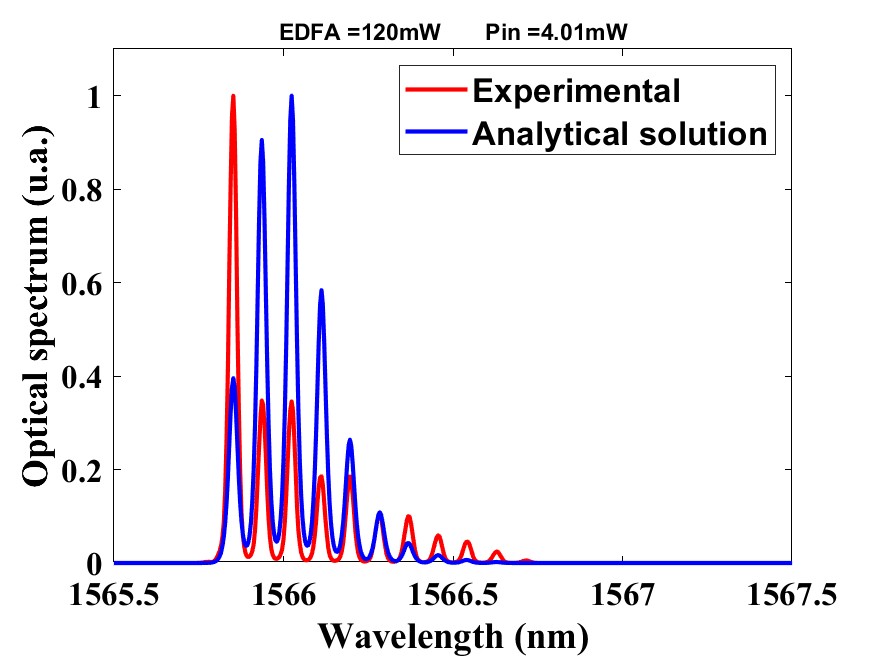 EDFA =120mW Pin =4.01mW
Experimental
Analytical solution
Optical spectrum (u.a.)
1
0.8
0.6
0.4
0.2
0
1565.5 1566 1566.5 1567 1567.5
Wavelength (nm)